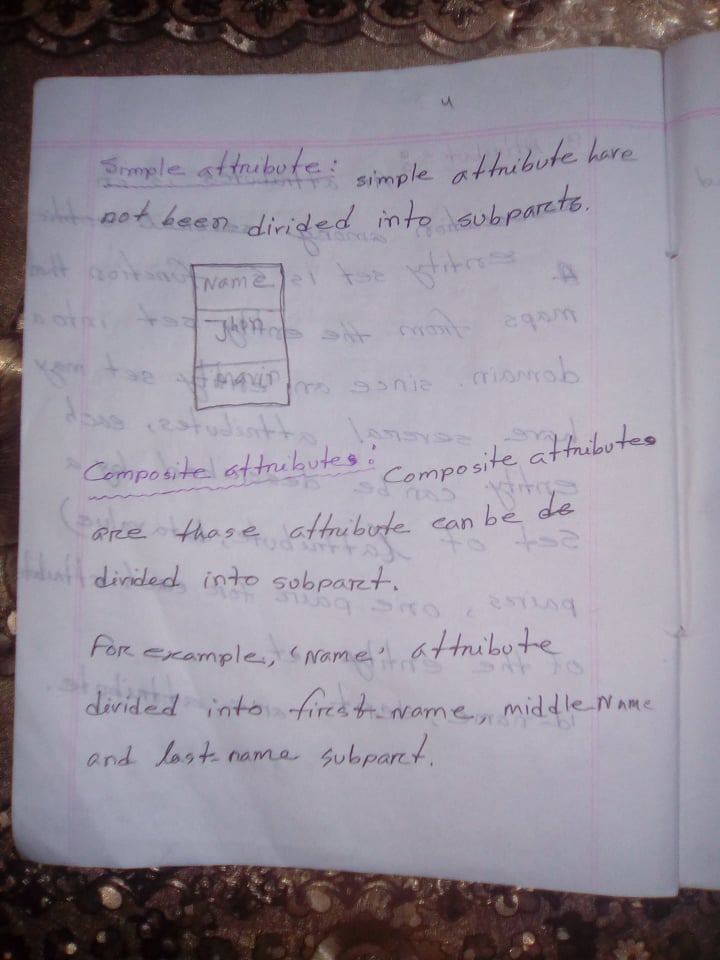 4
Simple attribute: simple attribute have
not been divided into subparts.
Name
Jhon
Composite attributes: Composite attributes
are those attribute can be de
divided into subpart.
For example, 'Name' attribute
divided into first-name, middle-Name
and last-name subpart.